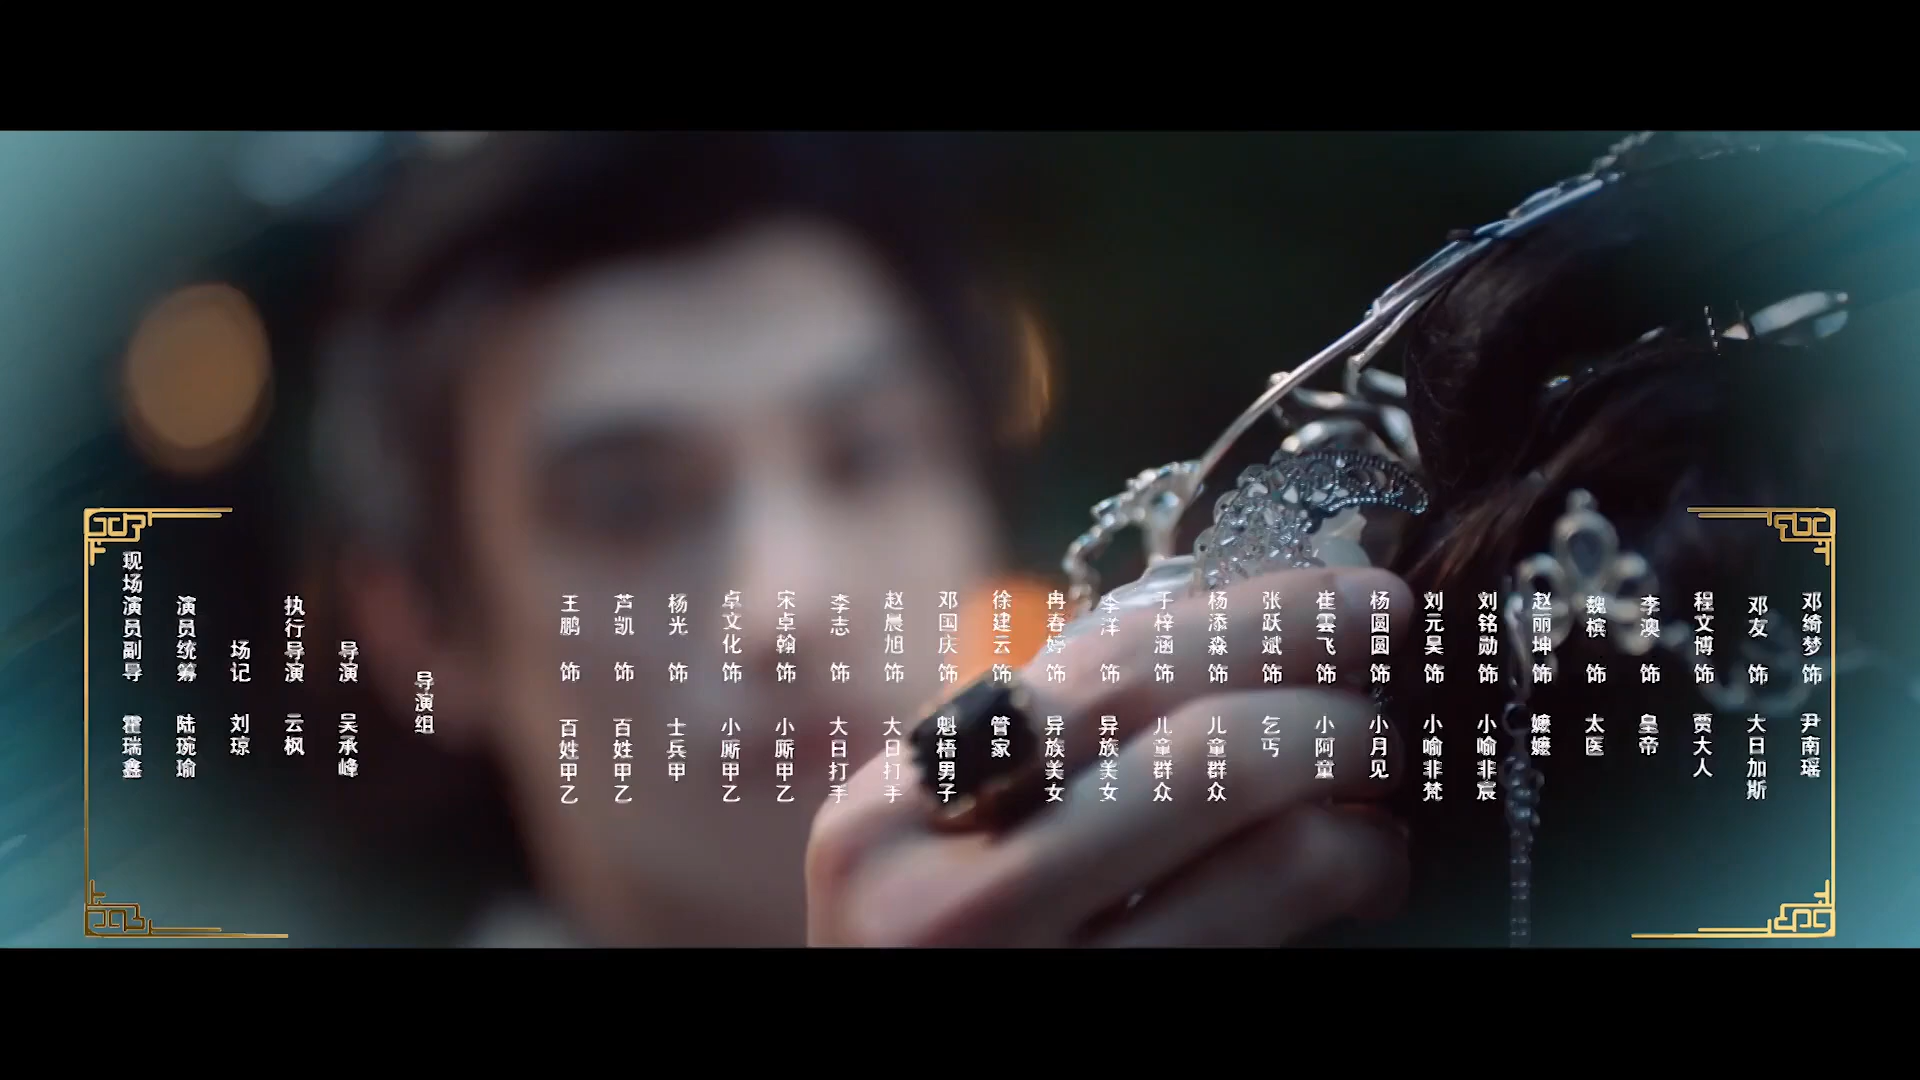 邓绮梦 饰 尹南瑶
邓友 饰 大日加斯
程文博 饰 贾大人
李澳 饰 皇帝
魏槟 饰 太医
赵丽坤 饰 嬷嬷
刘铭勋 饰 小喻非宸
刘元吴 饰 小喻非梵
杨圆圆 饰 小月见
崔雲飞 饰 小阿童
张跃斌 饰 乞丐
杨添淼 饰 儿童群众
于梓涵 饰 儿童群众
李洋 饰 异族美女
冉春婷 饰 异族美女
徐建云 饰 管家
邓国庆 饰 魁梧男子
赵晨旭 饰 大日打手
李志 饰 大日打手
宋卓翰 饰 小厮甲乙
卓文化 饰 小厮甲乙
杨光 饰 士兵甲
芦凯 饰 百姓甲乙
王鹏 饰 百姓甲乙
导演组
导演 吴承峰
执行导演 云枫
场记 刘琼
演员统筹 陆琬瑜
现场演员副导 霍瑞鑫